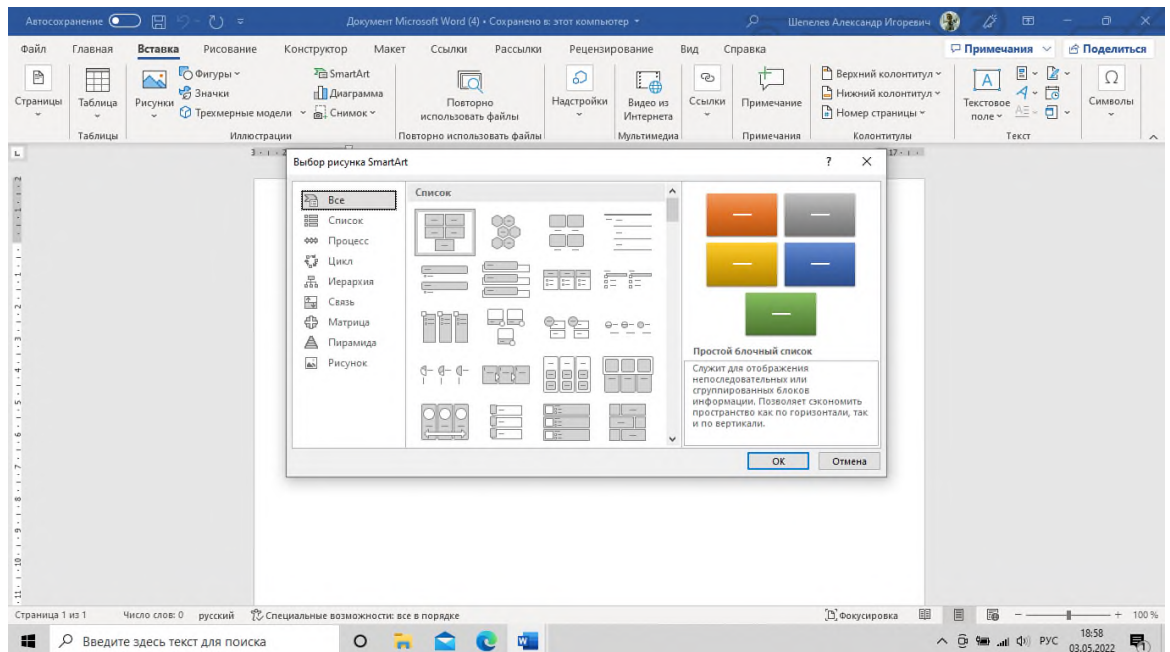 Автосохранение
Документ Microsoft Word (4) • Сохранено в: этот компьютер
Шепелев Александр Игоревич
Файл Главная Вставка Рисование Конструктор Макет Ссылки Рассылки Рецензирование Вид Справка Примечания Поделиться
Страницы
Таблица
Таблицы
Рисунки
Фигуры
Значки
Трехмерные модели
SmartArt
Диаграмма
Снимок
Иллюстрации
Повторно
использовать файлы
Повторно использовать файлы
Надстройки
Видео из
Интернета
Мультимедиа
Ссылки
Примечание
Примечания
Верхний колонтитул
Нижний колонтитул
Номер страницы
Колонтитулы
Текстовое
поле
Текст
Символы
Выбор рисунка SmartArt
Все
Список
Процесс
Цикл
Иерархия
Связь
Матрица
Пирамида
Рисунок
Список
Простой блочный список
Служит для отображения
непоследовательных или
сгруппированных блоков
информации. Позволяет сэкономить
пространство как по горизонтали, так
и по вертикали.
ОК Отмена
Страница 1 из 1 Число слов: 0 русский Специальные возможности: все в порядке Фокусировка 100 %
Введите здесь текст для поиска
РУС
18:58
03.05.2022